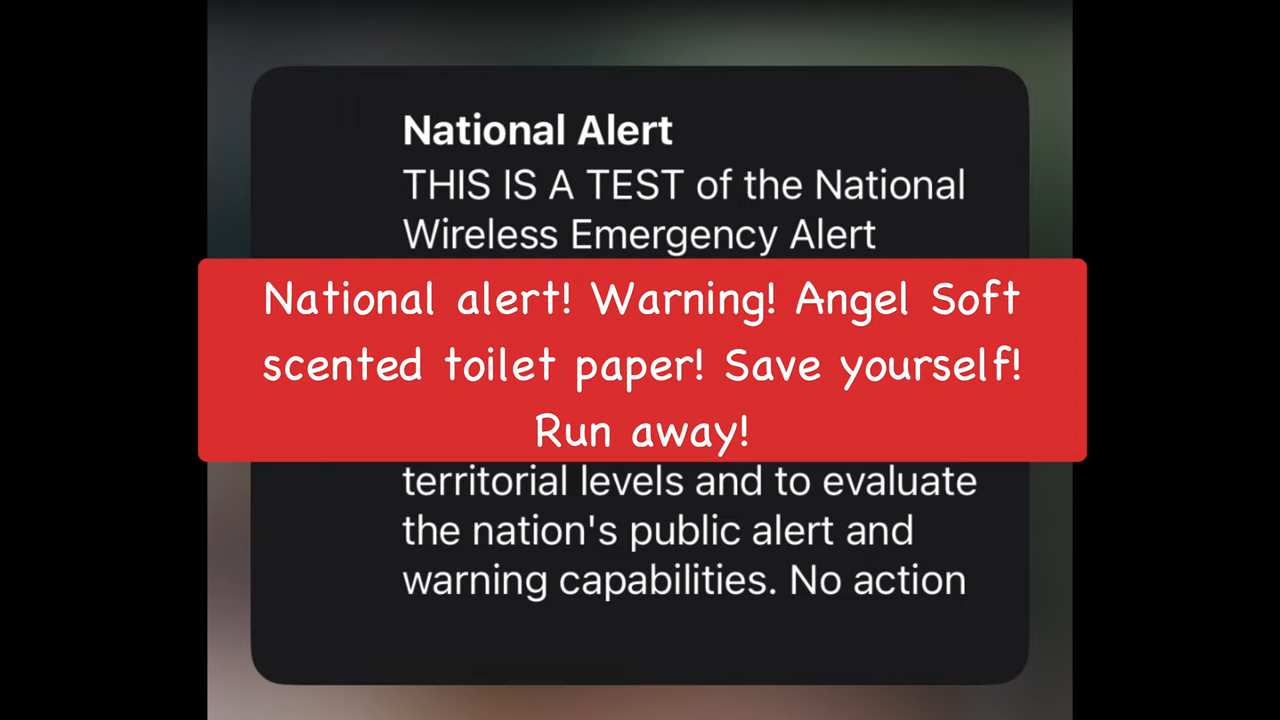 National Alert
THIS IS A TEST of the National
Wireless Emergency Alert
National alert! Warning! Angel Soft
scented toilet paper! Save yourself!
Run away!
territorial levels and to evaluate
the nation's public alert and
warning capabilities. No action